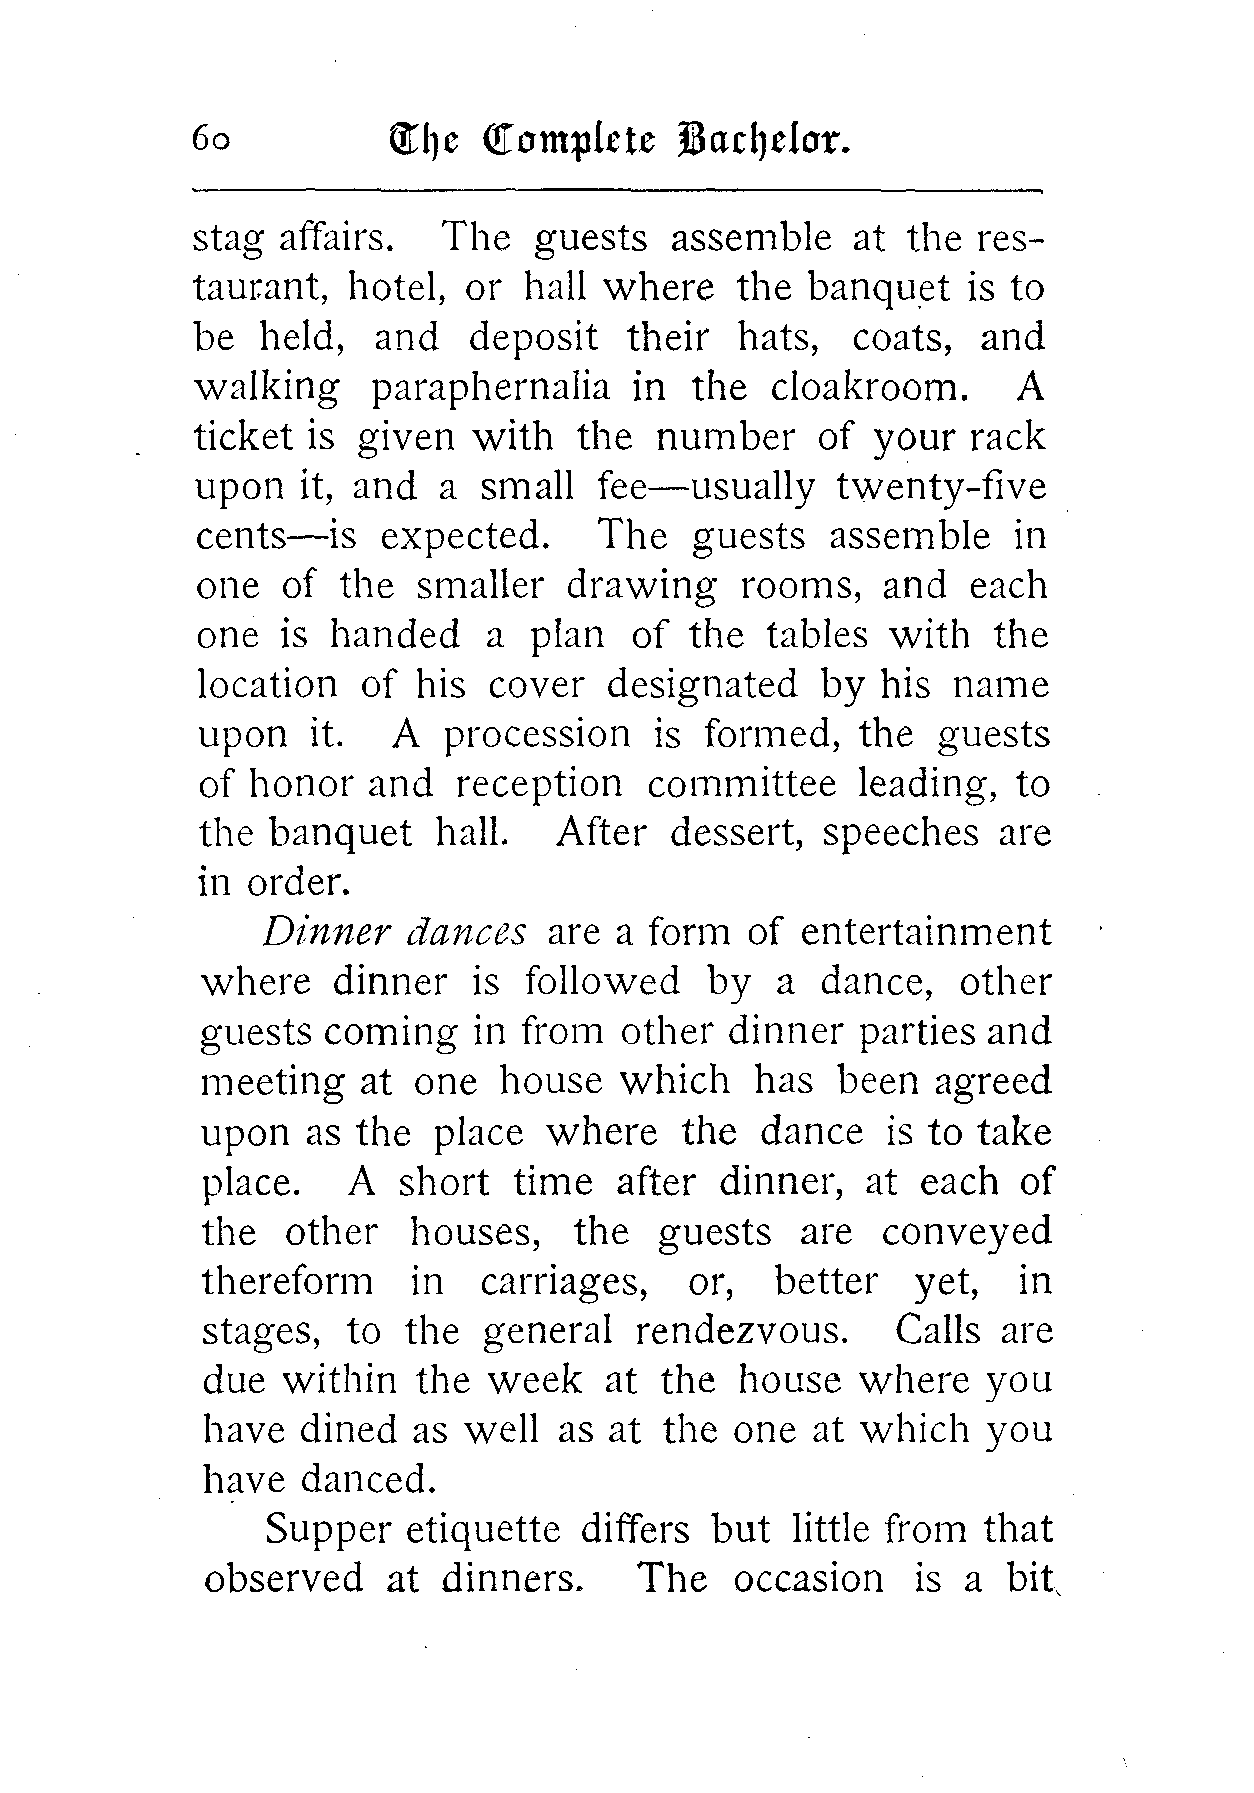 60 The Complete Bachelor.
stag affairs. The guests assemble at the res-
taurant, hotel, or hall where the banquet is to
be held, and deposit their hats, coats, and
walking paraphernalia in the cloakroom. A
ticket is given with the number of your rack
upon it, and a small fee—usually twenty-five
cents—is expected. The guests assemble in
one of the smaller drawing rooms, and each
one is handed a plan of the tables with the
location of his cover designated by his name
upon it. A procession is formed, the guests
of honor and reception committee leading, to
the banquet hall. After dessert, speeches are
in order.
Dinner dances are a form of entertainment
where dinner is followed by a dance, other
guests coming in from other dinner parties and
meeting at one house which has been agreed
upon as the place where the dance is to take
place. A short time after dinner, at each of
the other houses, the guests are conveyed
thereform in carriages, or, better yet, in
stages, to the general rendezvous. Calls are
due within the week at the house where you
have dined as well as at the one at which you
have danced.
Supper etiquette differs but little from that
observed at dinners. The occasion is a bit